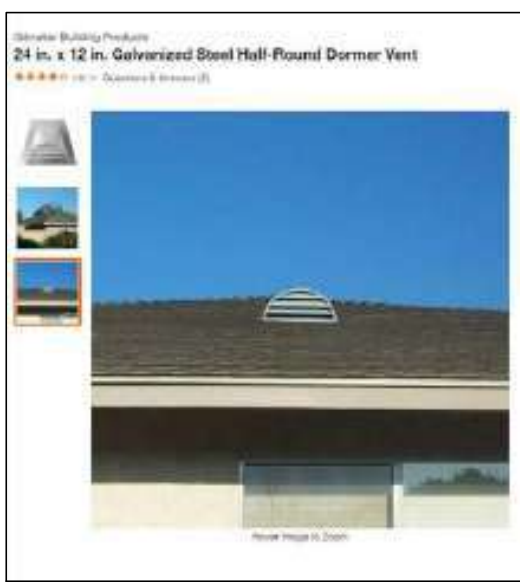 Gibraltar Building Products
24 in. x 12 in. Galvanized Steel Half-Round Dormer Vent
Questions & Answers
Hover Image to Zoom